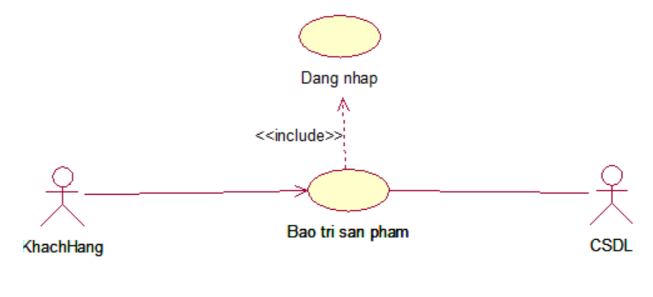 Dang nhap
<<include>>
Bao tri san pham
KhachHang
CSDL